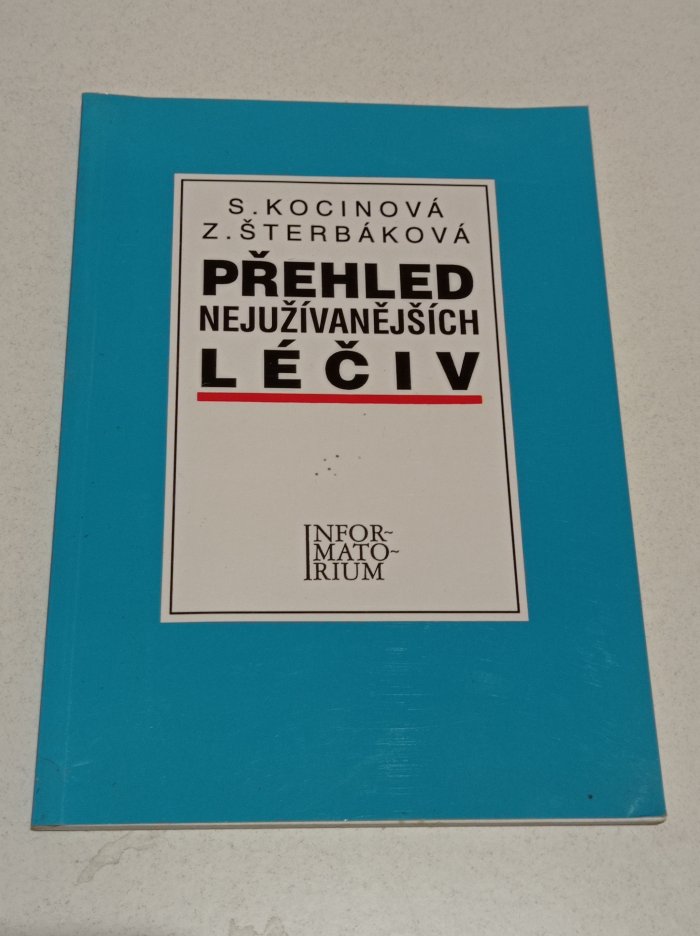 S. KOCINOVÁ
Z. ŠTERBÁKOVÁ
PŘEHLED
NEJUŽÍVANĚJŠÍCH
LÉČIV
INFOR~
MATO~
RIUM